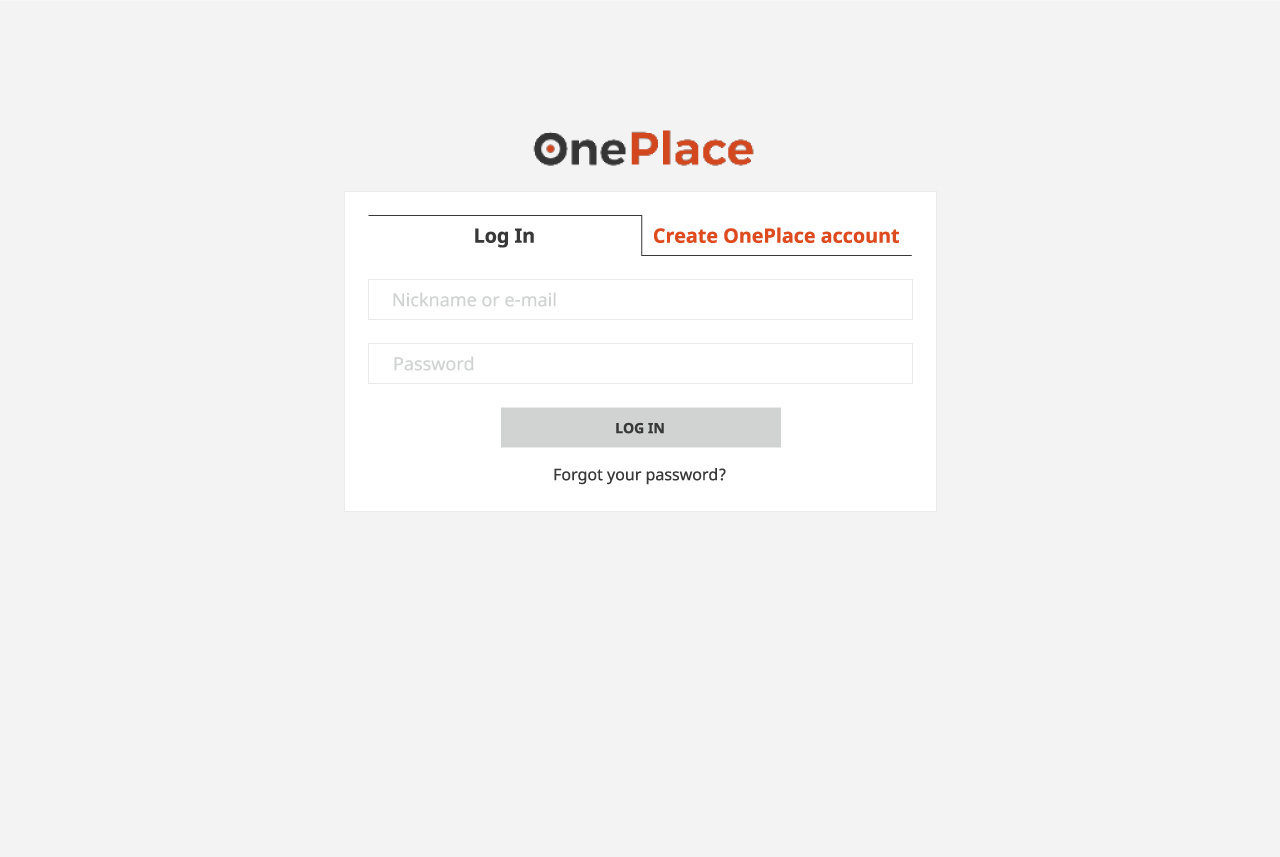 OnePlace
Log In
Create OnePlace account
Nickname or e-mail
Password
LOG IN
Forgot your password?